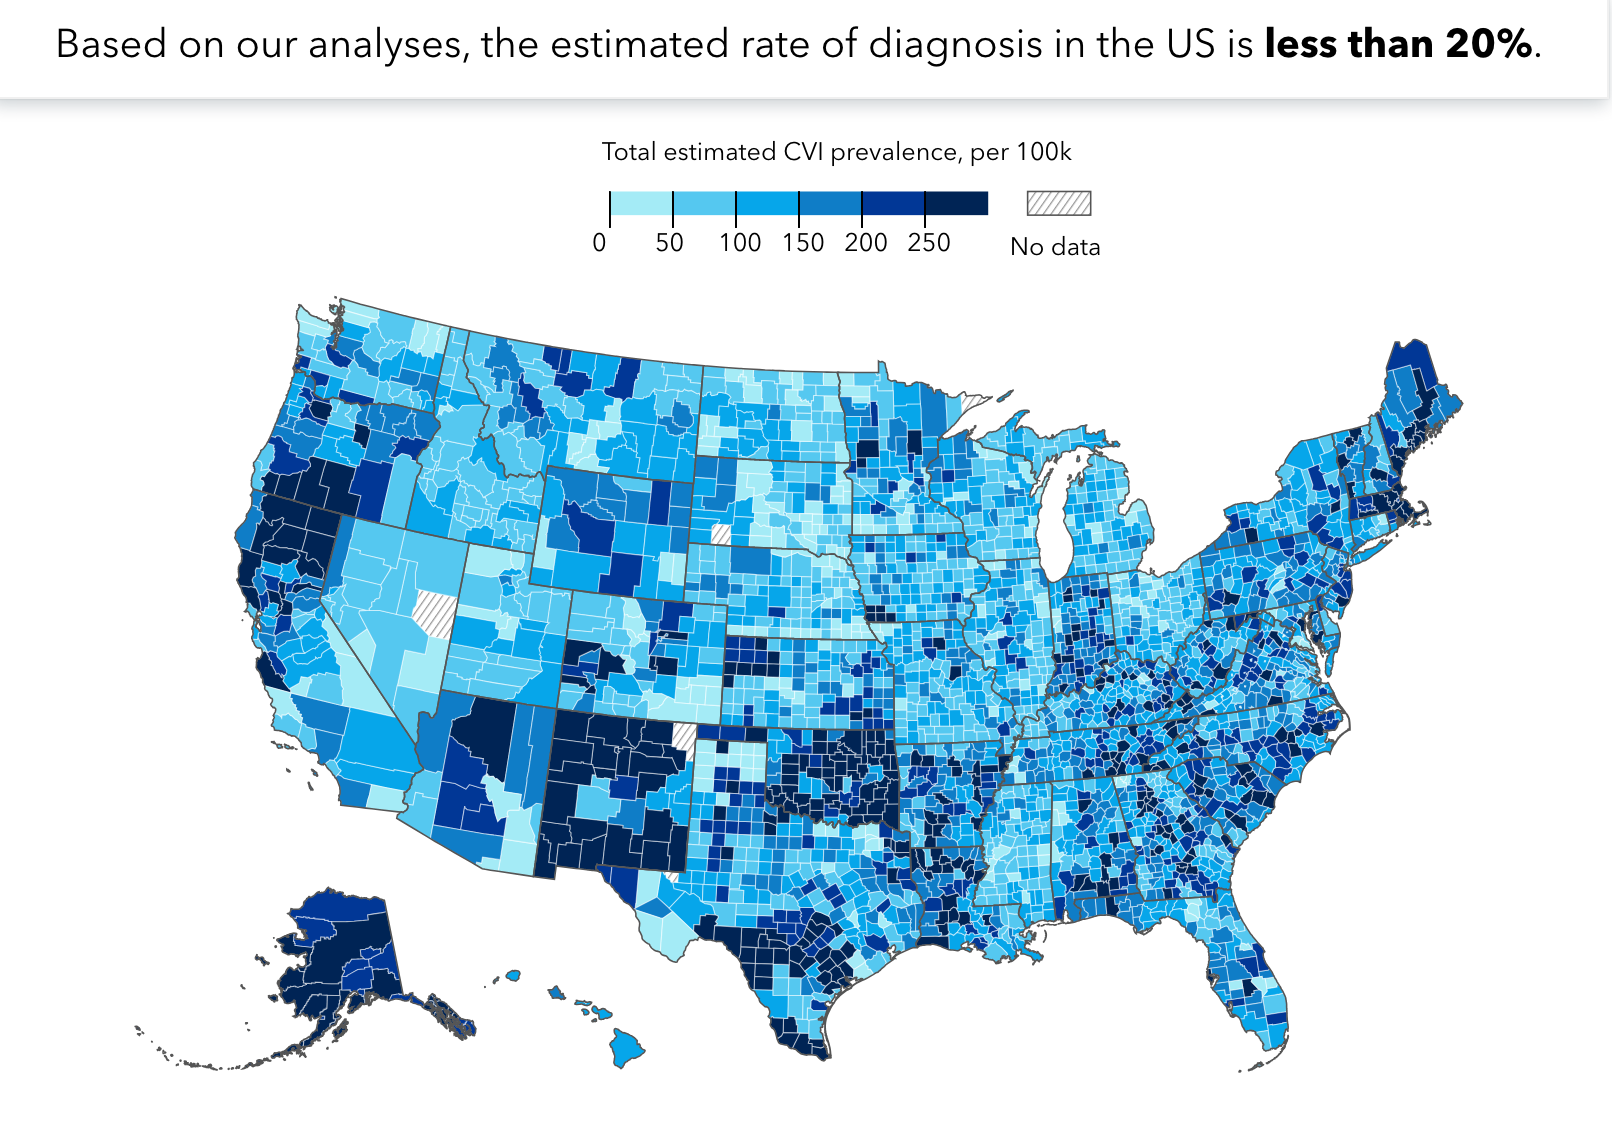 Based on our analyses, the estimated rate of diagnosis in the US is less than 20%.
Total estimated CVI prevalence, per 100k
0 50 100 150 200 250
No data